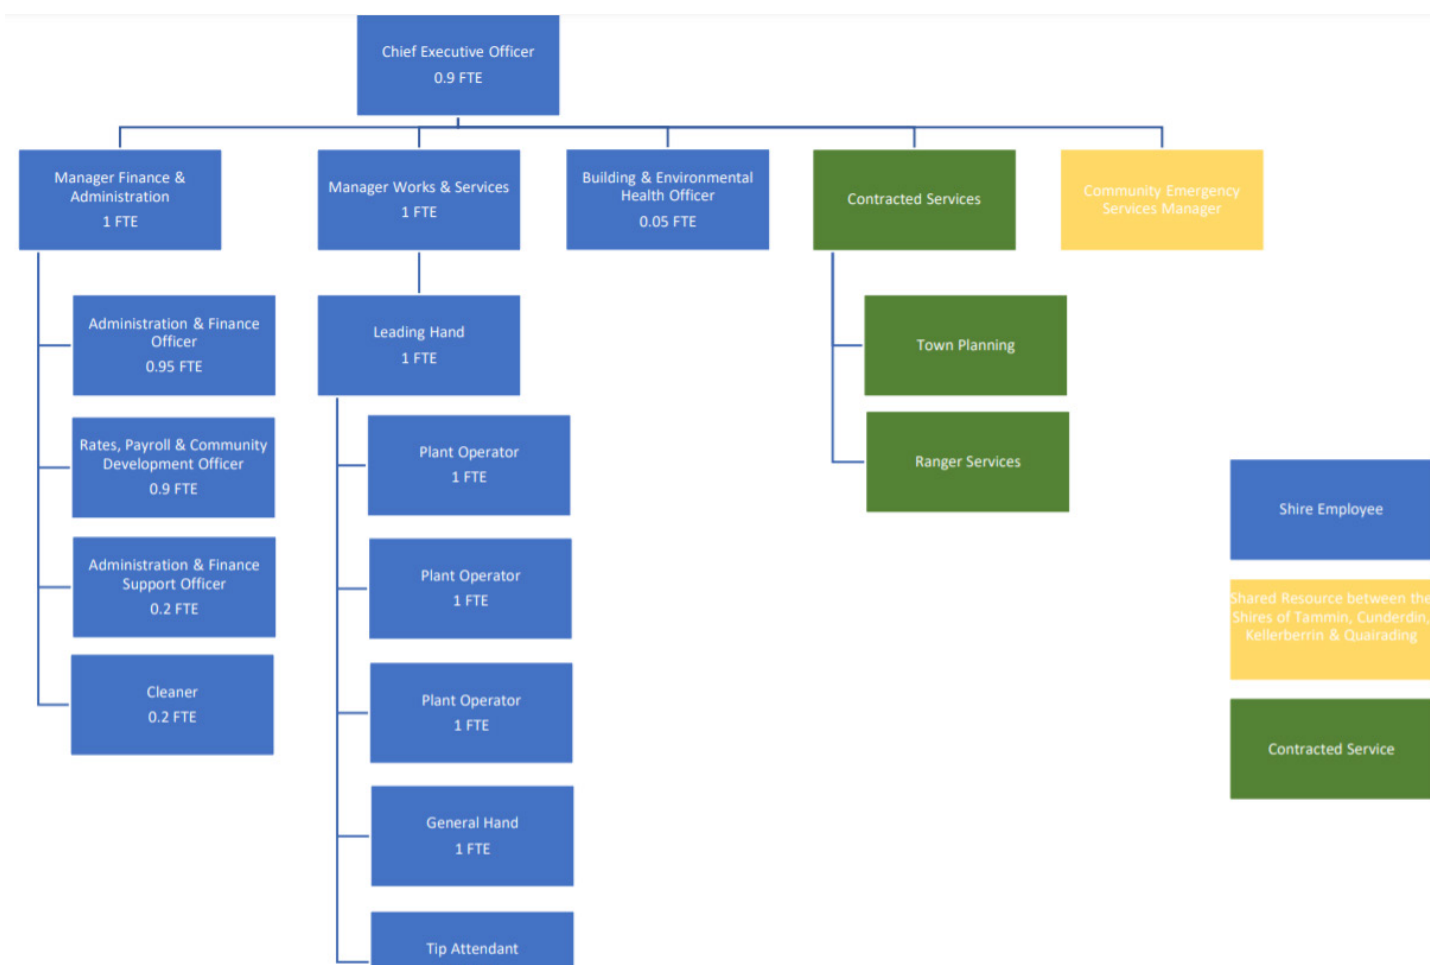 Chief Executive Officer
0.9 FTE
Manager Finance &
Administration
1 FTE
Manager Works & Services
1 FTE
Building & Environmental
Health Officer
0.05 FTE
Contracted Services
Community Emergency
Services Manager
Administration & Finance
Officer
0.95 FTE
Rates, Payroll & Community
Development Officer
0.9 FTE
Administration & Finance
Support Officer
0.2 FTE
Cleaner
0.2 FTE
Leading Hand
1 FTE
Plant Operator
1 FTE
Plant Operator
1 FTE
Plant Operator
1 FTE
General Hand
1 FTE
Tip Attendant
Town Planning
Ranger Services
Shire Employee
Shared Resource between the
Shires of Tammin, Cunderdin,
Kellerberrin & Quairading
Contracted Service